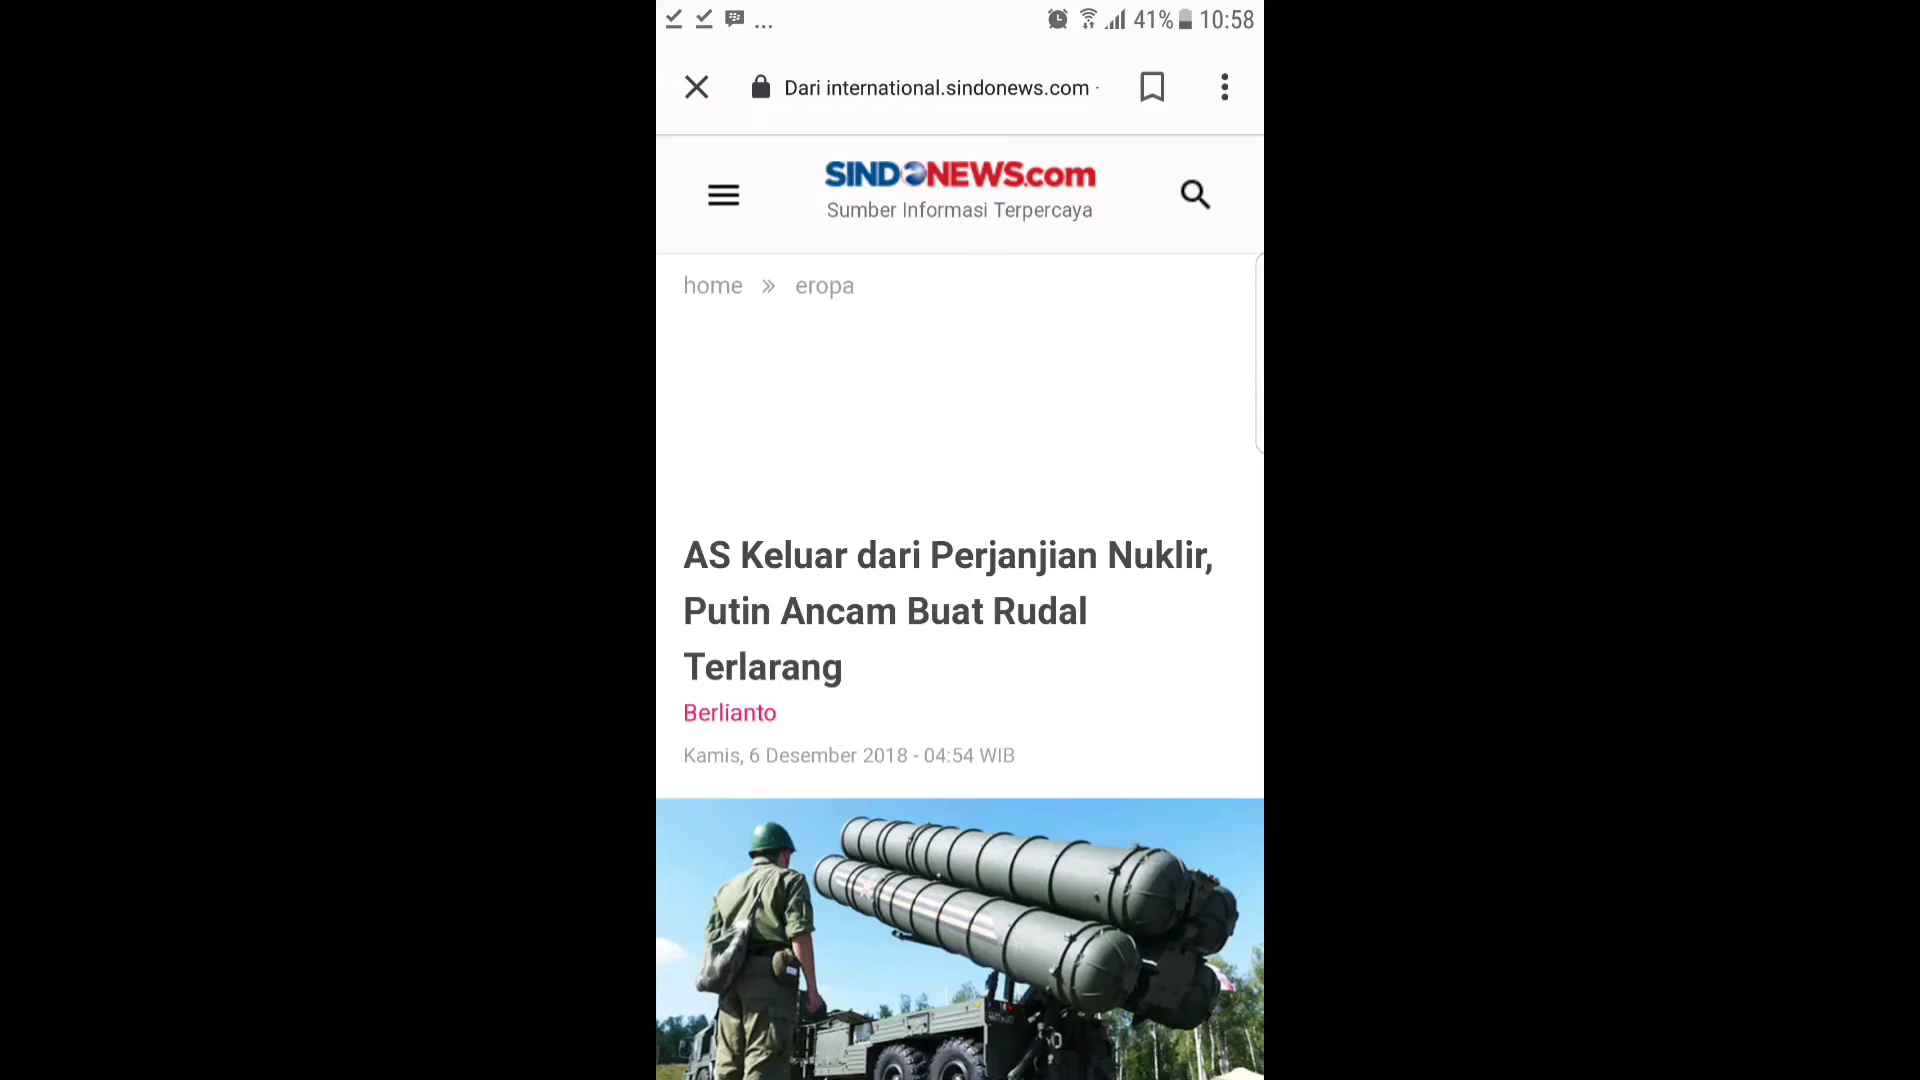 ... 41% 10:58
Dari international.sindonews.com ·
SINDONEWS.com
Sumber Informasi Terpercaya
home » eropa
AS Keluar dari Perjanjian Nuklir,
Putin Ancam Buat Rudal
Terlarang
Berlianto
Kamis, 6 Desember 2018 - 04:54 WIB